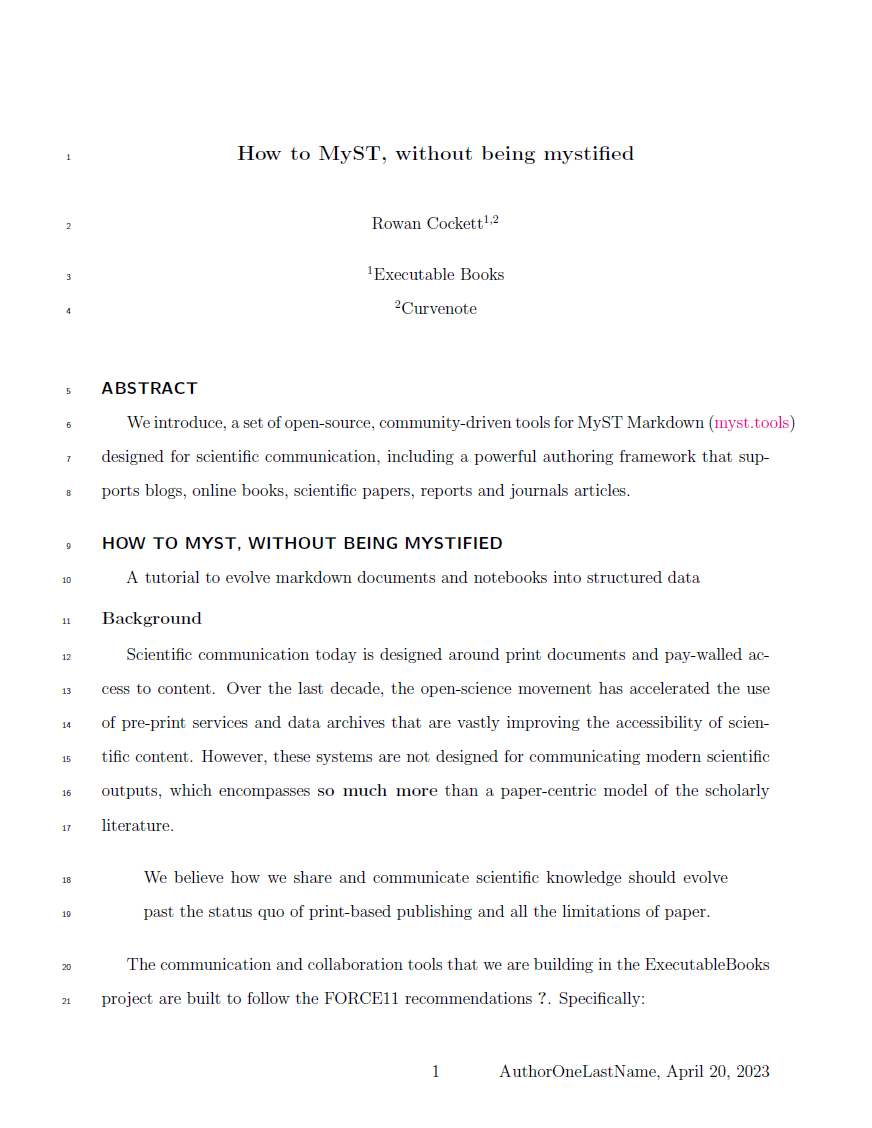 1 How to MyST, without being mystified
2 Rowan Cockett1,2
3 1Executable Books
4 2Curvenote
5 ABSTRACT
6 We introduce, a set of open-source, community-driven tools for MyST Markdown (myst.tools)
7 designed for scientific communication, including a powerful authoring framework that sup-
8 ports blogs, online books, scientific papers, reports and journals articles.
9 HOW TO MYST, WITHOUT BEING MYSTIFIED
10 A tutorial to evolve markdown documents and notebooks into structured data
11 Background
12 Scientific communication today is designed around print documents and pay-walled ac-
13 cess to content. Over the last decade, the open-science movement has accelerated the use
14 of pre-print services and data archives that are vastly improving the accessibility of scien-
15 tific content. However, these systems are not designed for communicating modern scientific
16 outputs, which encompasses so much more than a paper-centric model of the scholarly
17 literature.
18 We believe how we share and communicate scientific knowledge should evolve
19 past the status quo of print-based publishing and all the limitations of paper.
20 The communication and collaboration tools that we are building in the ExecutableBooks
21 project are built to follow the FORCE11 recommendations ?. Specifically:
1 AuthorOneLastName, April 20, 2023